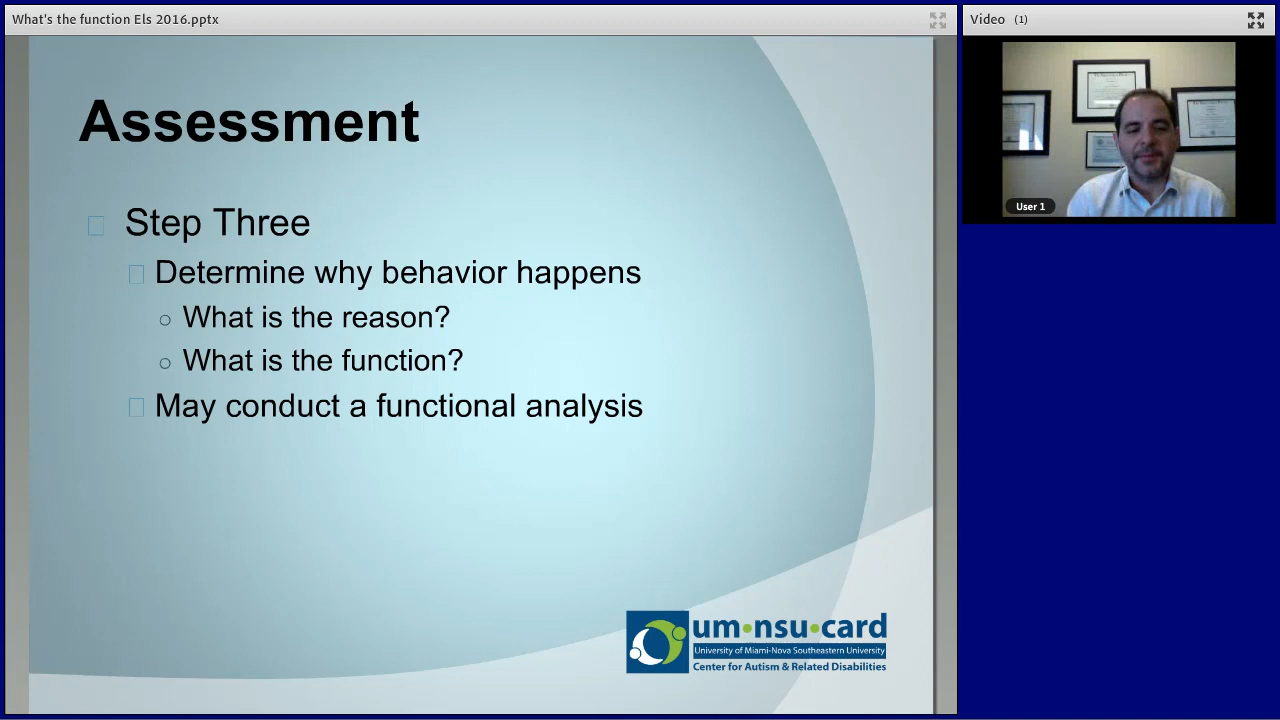 What's the function Els 2016.pptx
Video (1)
Assessment
Step Three
Determine why behavior happens
What is the reason?
What is the function?
May conduct a functional analysis
User 1
um•nsu•card
University of Miami-Nova Southeastern University
Center for Autism & Related Disabilities